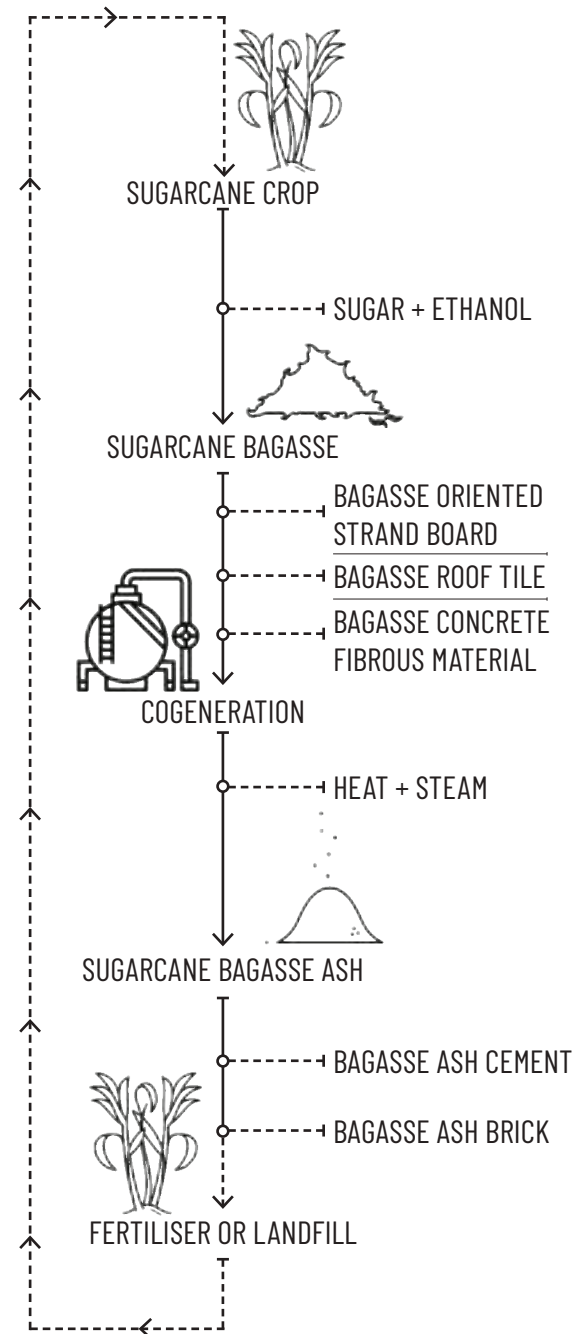 SUGARCANE CROP
SUGAR + ETHANOL
SUGARCANE BAGASSE
BAGASSE ORIENTED
STRAND BOARD
BAGASSE ROOF TILE
BAGASSE CONCRETE
FIBROUS MATERIAL
COGENERATION
HEAT + STEAM
SUGARCANE BAGASSE ASH
BAGASSE ASH CEMENT
BAGASSE ASH BRICK
FERTILISER OR LANDFILL